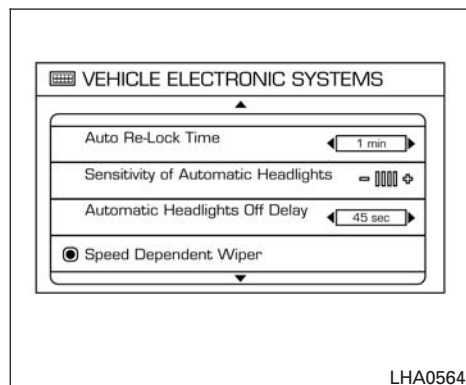 VEHICLE ELECTRONIC SYSTEMS
Auto Re-Lock Time 1 min
Sensitivity of Automatic Headlights - +
Automatic Headlights Off Delay 45 sec
Speed Dependent Wiper
LHA0564